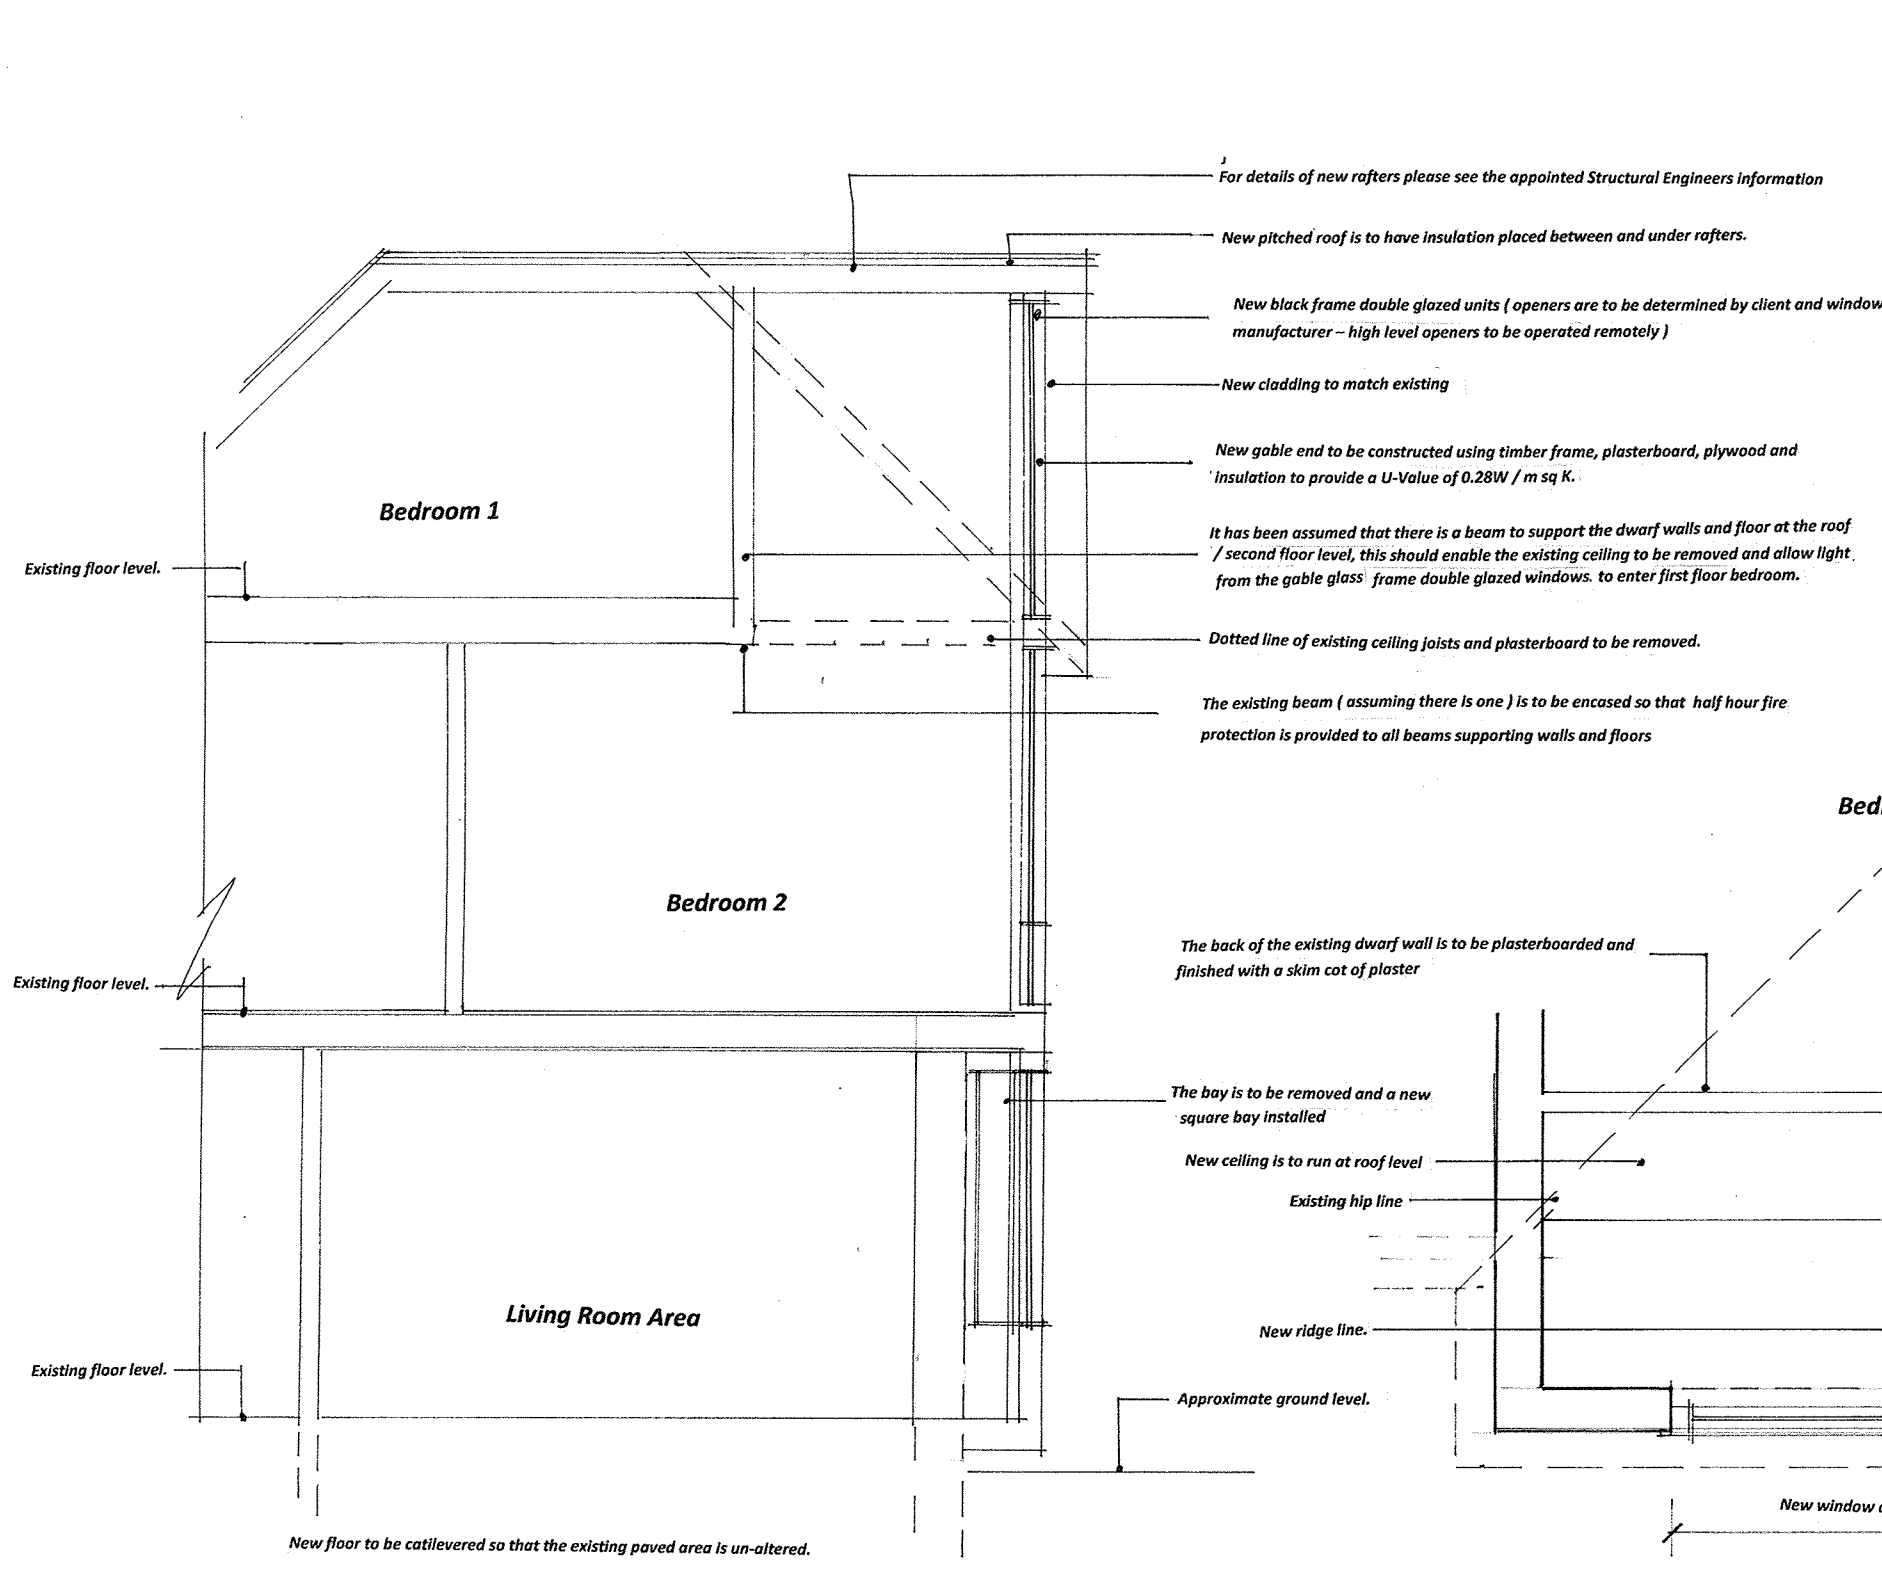 For details of new rafters please see the appointed Structural Engineers information
New pitched roof is to have insulation placed between and under rafters.
New black frame double glazed units ( openers are to be determined by client and window
manufacturer – high level openers to be operated remotely )
New cladding to match existing
New gable end to be constructed using timber frame, plasterboard, plywood and
insulation to provide a U-Value of 0.28W / m sq K.
Bedroom 1
It has been assumed that there is a beam to support the dwarf walls and floor at the roof
/ second floor level, this should enable the existing ceiling to be removed and allow light
from the gable glass frame double glazed windows. to enter first floor bedroom.
Existing floor level.
Dotted line of existing ceiling joists and plasterboard to be removed.
The existing beam ( assuming there is one ) is to be encased so that half hour fire
protection is provided to all beams supporting walls and floors
Bed
Bedroom 2
The back of the existing dwarf wall is to be plasterboarded and
finished with a skim cot of plaster
Existing floor level.
The bay is to be removed and a new
square bay installed
New ceiling is to run at roof level
Existing hip line
Living Room Area
New ridge line.
Existing floor level.
Approximate ground level.
New window
New floor to be catilevered so that the existing paved area is un-altered.